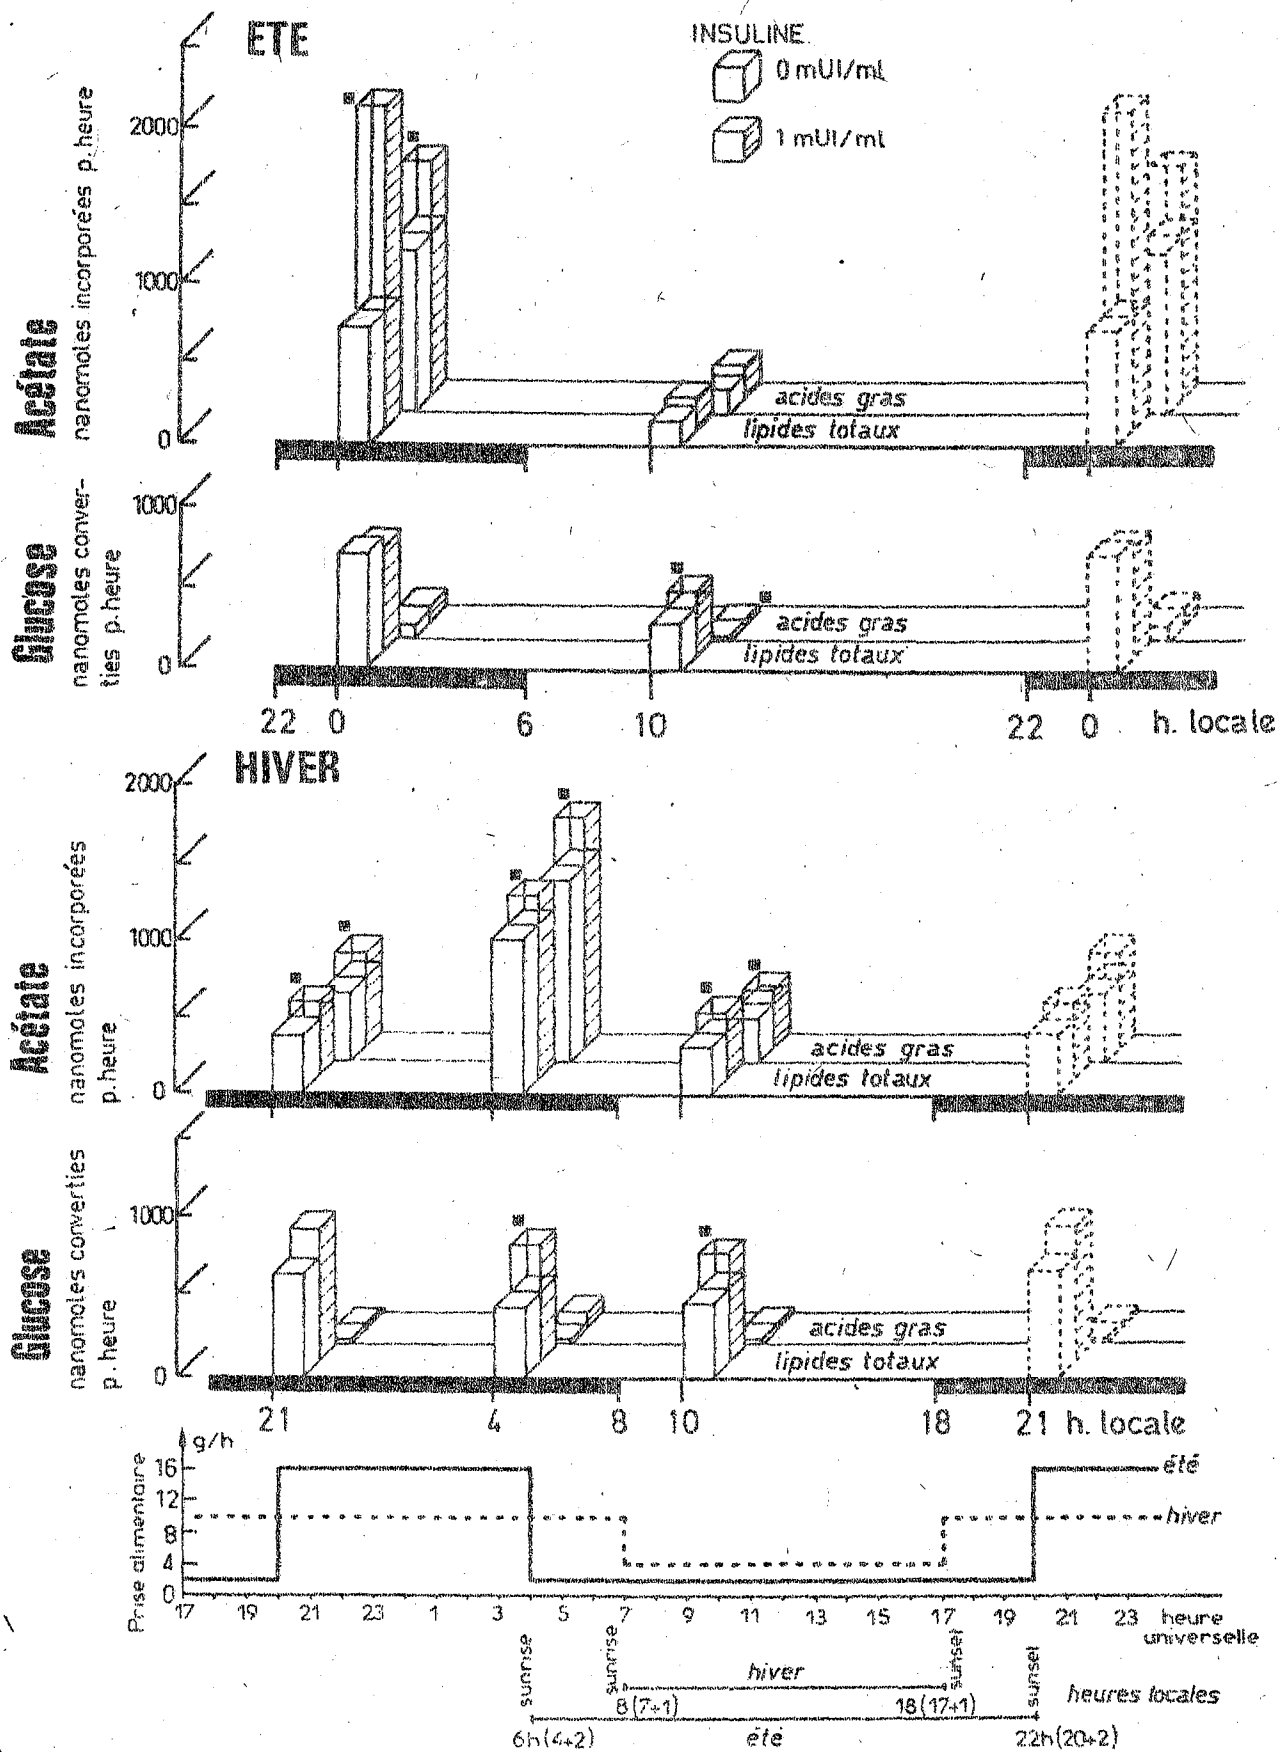 ETE
INSULINE
0 mUI/ml
1 mUI/ml
Acétate
nanomoles incorporées p. heure
2000
1000
0
acides gras
lipides totaux
Glucose
nanomoles conver-
ties p. heure
1000
0
acides gras
lipides totaux
22 0 6 10 22 0 h. locale
HIVER
Acétate
nanomoles incorporées
p. heure
2000
1000
0
acides gras
lipides totaux
Glucose
nanomoles converties
p. heure
1000
0
acides gras
lipides totaux
21 4 8 10 18 21 h. locale
Prise alimentaire
g/h
16
12
8
4
0
été
hiver
17 19 21 23 1 3 5 7 9 11 13 15 17 19 21 23 heure
universelle
sunrise
sunrise
sunset
sunset
hiver
8(7+1) 18(17+1)
heures locales
6h(4+2) été 22h(20+2)